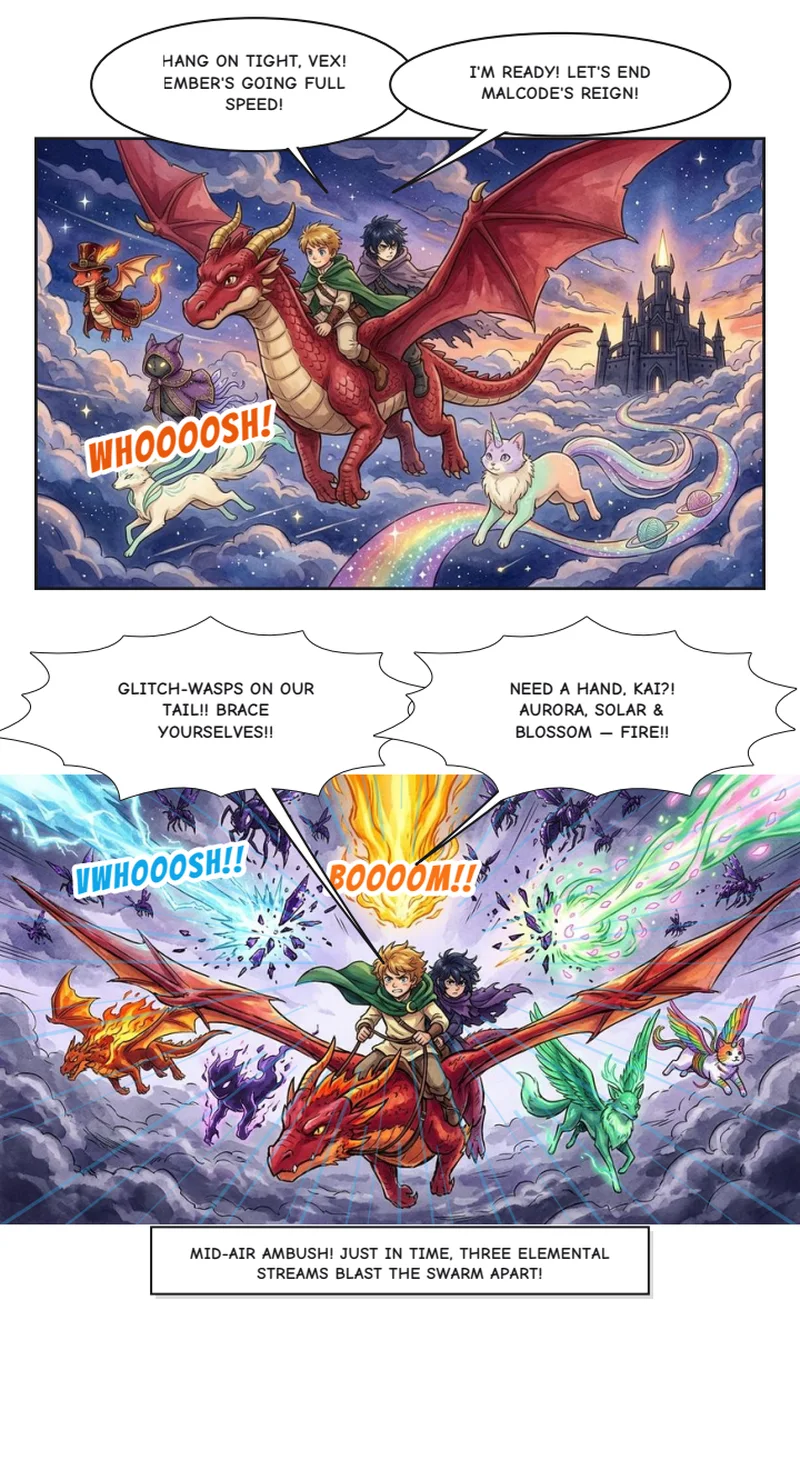 HANG ON TIGHT, VEX!
EMBER'S GOING FULL
SPEED!
I'M READY! LET'S END
MALCODE'S REIGN!
WHOOOOSH!
GLITCH-WASPS ON OUR
TAIL!! BRACE
YOURSELVES!!
NEED A HAND, KAI?!
AURORA, SOLAR &
BLOSSOM — FIRE!!
VWHOOOSH!!
BOOOOM!!
MID-AIR AMBUSH! JUST IN TIME, THREE ELEMENTAL
STREAMS BLAST THE SWARM APART!